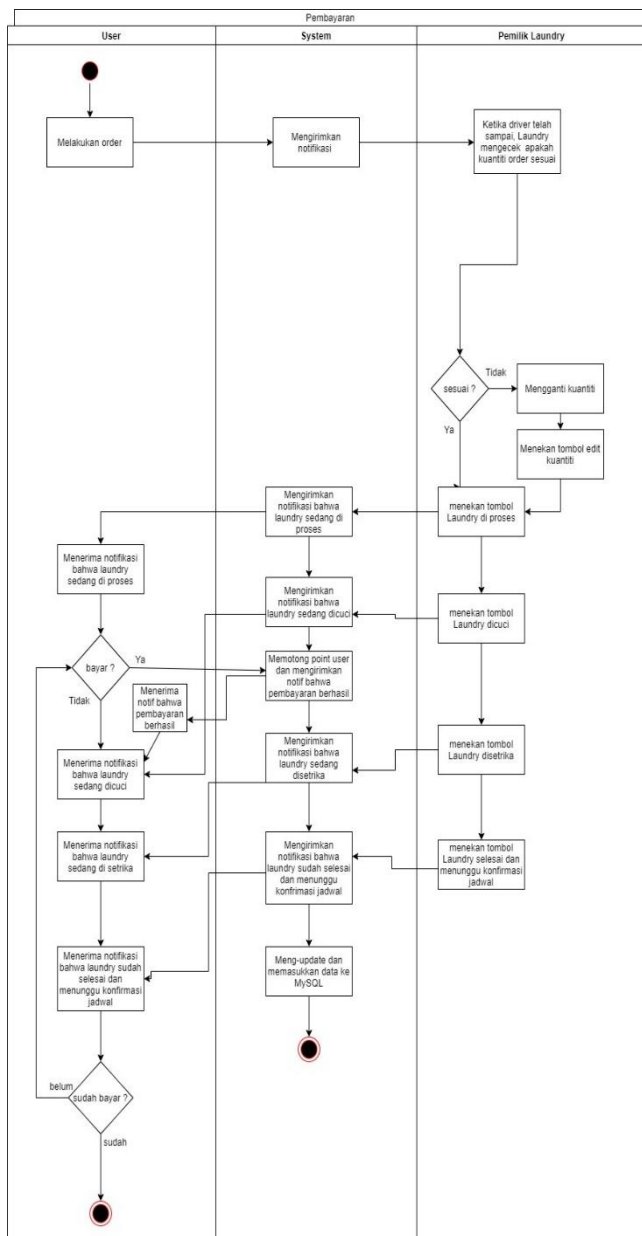 Pembayaran
User
System
Pemilik Laundry
Melakukan order
Mengirimkan
notifikasi
Ketika driver telah
sampai, Laundry
mengecek apakah
kuantiti order sesuai
sesuai ?
Tidak
Ya
Mengganti kuantiti
Menekan tombol edit
kuantiti
menekan tombol
Laundry di proses
Mengirimkan
notifikasi bahwa
laundry sedang di
proses
Menerima notifikasi
bahwa laundry
sedang di proses
menekan tombol
Laundry dicuci
Mengirimkan
notifikasi bahwa
laundry sedang dicuci
bayar ?
Ya
Tidak
Memotong point user
dan mengirimkan
notif bahwa
pembayaran berhasil
Menerima
notif bahwa
pembayaran
berhasil
Menerima notifikasi
bahwa laundry
sedang dicuci
menekan tombol
Laundry disetrika
Mengirimkan
notifikasi bahwa
laundry sedang
disetrika
Menerima notifikasi
bahwa laundry
sedang di setrika
menekan tombol
Laundry selesai dan
menunggu konfirmasi
jadwal
Mengirimkan
notifikasi bahwa
laundry sudah selesai
dan menunggu
konfrimasi jadwal
Menerima notifikasi
bahwa laundry sudah
selesai dan
menunggu konfirmasi
jadwal
Meng-update dan
memasukkan data ke
MySQL
belum
sudah bayar ?
sudah